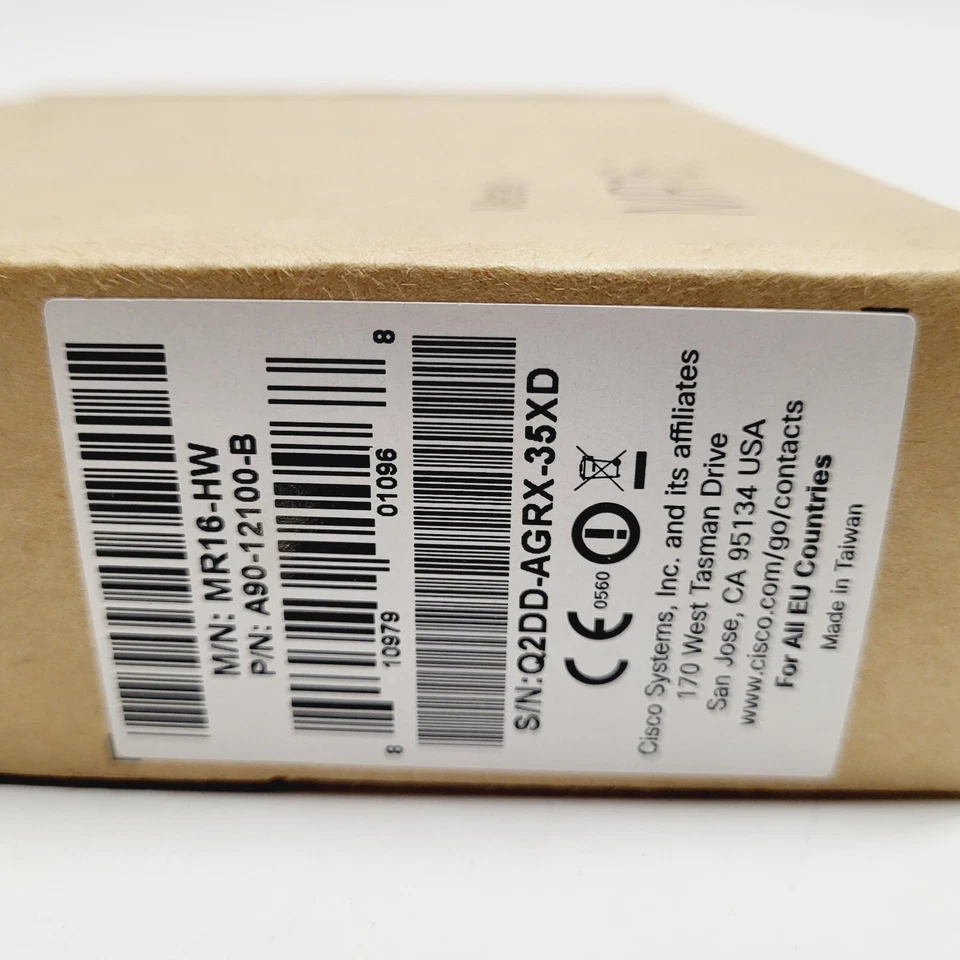 M/N: MR16-HW
P/N: A90-12100-B
8 10979 01096 8
S/N:Q2DD-AGRX-35XD
CE 0560
Cisco Systems, Inc. and its affiliates
170 West Tasman Drive
San Jose, CA 95134 USA
www.cisco.com/go/contacts
For All EU Countries
Made in Taiwan